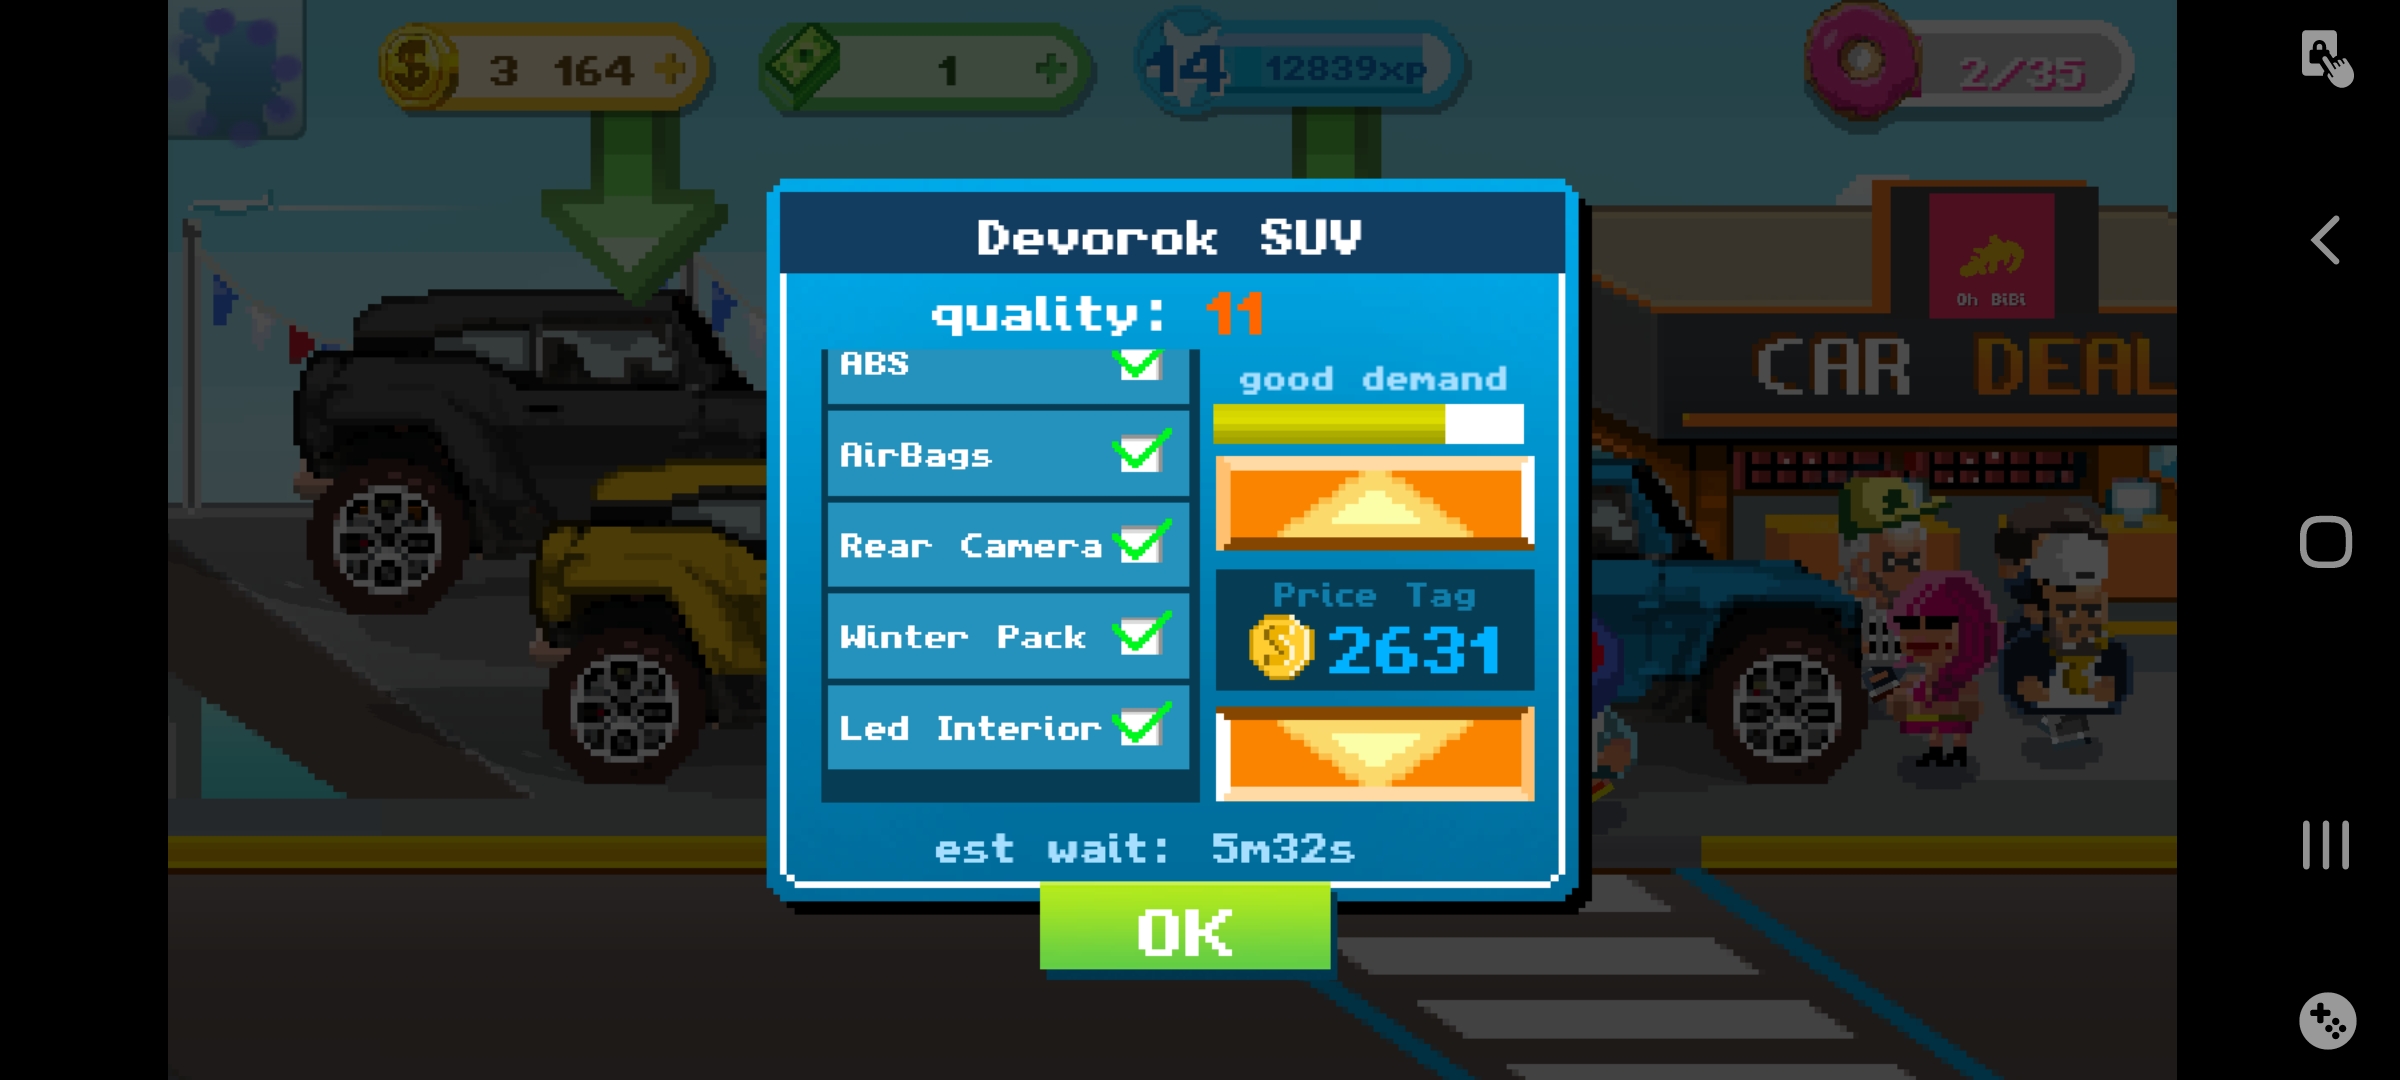 3 164
1
14
12839xp
2/35
Devorok SUV
quality: 11
ABS
AirBags
Rear Camera
Winter Pack
Led Interior
good demand
Price Tag
2631
est wait: 5m32s
OK
Oh BiBi
CAR DEAL